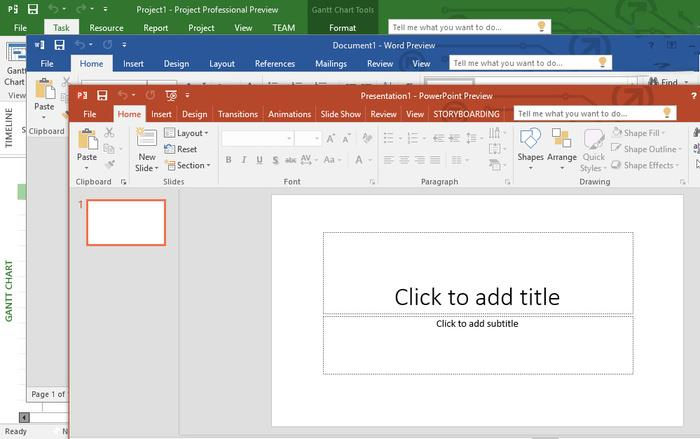 Project1 - Project Professional Preview
Gantt Chart Tools
File Task Resource Report Project View TEAM Format Tell me what you want to do...
Gantt
Chart
View
TIMELINE
GANTT CHART
Ready
Document1 - Word Preview
?
File Home Insert Design Layout References Mailings Review View Tell me what you want to do...
Find
Paste
Clipboard
Page 1 of
Presentation1 - PowerPoint Preview
?
File Home Insert Design Transitions Animations Slide Show Review View STORYBOARDING Tell me what you want to do...
Paste
Clipboard
New
Slide
Layout
Reset
Section
Slides
B I U S abc AV Aa A
Font
Paragraph
Shapes
Arrange
Quick
Styles
Shape Fill
Shape Outline
Shape Effects
Drawing
1
Click to add title
Click to add subtitle